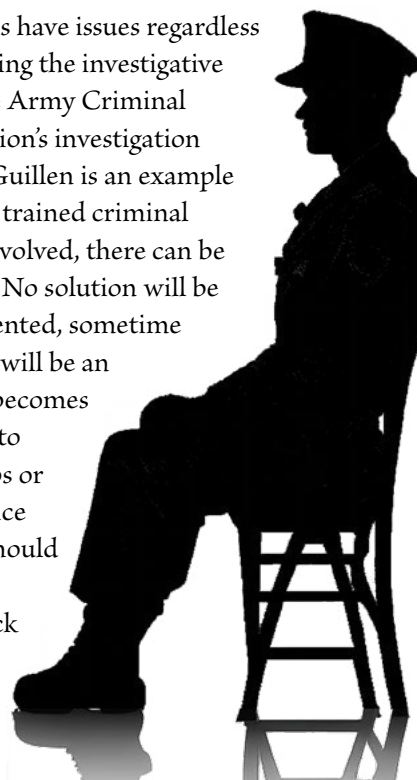 s have issues regardless
ing the investigative
Army Criminal
ion’s investigation
Guillen is an example
trained criminal
volved, there can be
No solution will be
ented, sometime
will be an
becomes
to
os or
ce
hould
ck